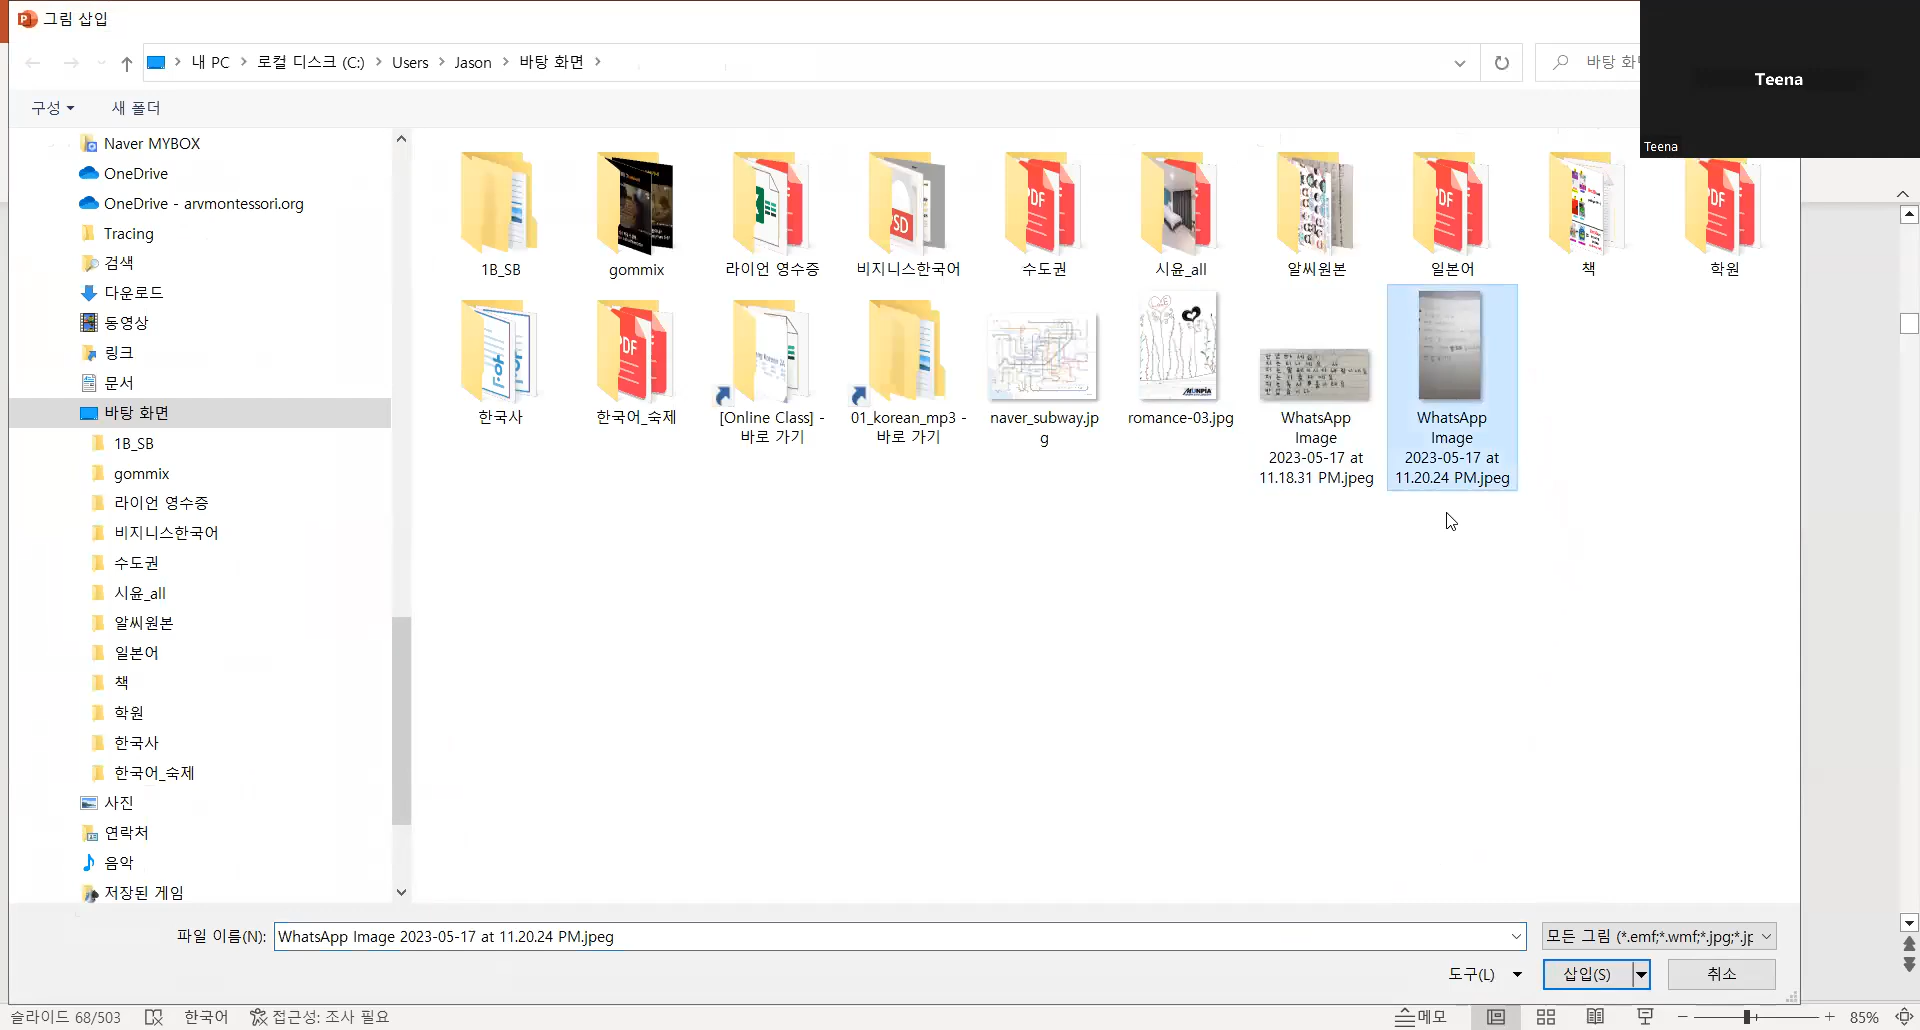 그림 삽입
내 PC > 로컬 디스크 (C:) > Users > Jason > 바탕 화면 >
바탕 화
Teena
Teena
구성
새 폴더
Naver MYBOX
OneDrive
OneDrive - arvmontessori.org
Tracing
검색
다운로드
동영상
링크
문서
바탕 화면
1B_SB
gommix
라이언 영수증
비지니스한국어
수도권
시윤_all
알씨원본
일본어
책
학원
한국사
한국어_숙제
사진
연락처
음악
저장된 게임
1B_SB
gommix
라이언 영수증
비지니스한국어
수도권
시윤_all
알씨원본
일본어
책
학원
한국사
한국어_숙제
[Online Class] -
바로 가기
01_korean_mp3 -
바로 가기
naver_subway.jp
g
romance-03.jpg
WhatsApp
Image
2023-05-17 at
11.18.31 PM.jpeg
WhatsApp
Image
2023-05-17 at
11.20.24 PM.jpeg
파일 이름(N):
WhatsApp Image 2023-05-17 at 11.20.24 PM.jpeg
모든 그림 (*.emf;*.wmf;*.jpg;*.jp
도구(L)
삽입(S)
취소
슬라이드 68/503
한국어
접근성: 조사 필요
메모
85%